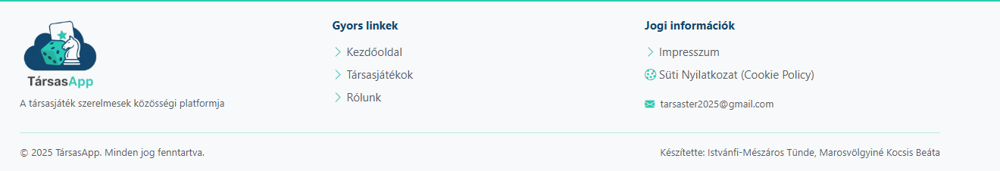 TársasApp
A társasjáték szerelmesek közösségi platformja
Gyors linkek
Kezdőoldal
Társasjátékok
Rólunk
Jogi információk
Impresszum
Süti Nyilatkozat (Cookie Policy)
tarsaster2025@gmail.com
© 2025 TársasApp. Minden jog fenntartva.
Készítette: Istvánfi-Mészáros Tünde, Marosvölgyiné Kocsis Beáta